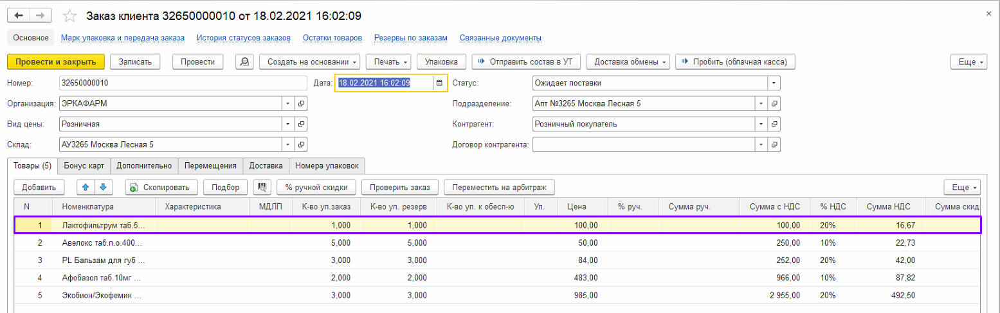 Заказ клиента 32650000010 от 18.02.2021 16:02:09
Основное Марк упаковка и передача заказа История статусов заказов Остатки товаров Резервы по заказам Связанные документы
Провести и закрыть Записать Провести Создать на основании Печать Упаковка Отправить состав в УТ Доставка обмены Пробить (облачная касса) Еще
Номер: 32650000010 Дата: 18.02.2021 16:02:09 Статус: Ожидает поставки
Организация: ЭРКАФАРМ Подразделение: Апт №3265 Москва Лесная 5
Вид цены: Розничная Контрагент: Розничный покупатель
Склад: АУ3265 Москва Лесная 5 Договор контрагента:
Товары (5) Бонус карт Дополнительно Перемещения Доставка Номера упаковок
Добавить Скопировать Подбор % ручной скидки Проверить заказ Переместить на арбитраж Еще
N Номенклатура Характеристика МДЛП К-во уп.заказ К-во уп. резерв К-во уп. к обесп-ю Уп. Цена % руч. Сумма руч. Сумма с НДС % НДС Сумма НДС Сумма скид
1 Лактофильтрум таб.5... 1,000 1,000 100,00 100,00 20% 16,67
2 Авелокс таб.п.о.400... 5,000 5,000 50,00 250,00 10% 22,73
3 PL Бальзам для губ ... 3,000 3,000 84,00 252,00 20% 42,00
4 Афобазол таб.10мг ... 2,000 2,000 483,00 966,00 10% 87,82
5 Экобион/Экофемин ... 3,000 3,000 985,00 2 955,00 20% 492,50